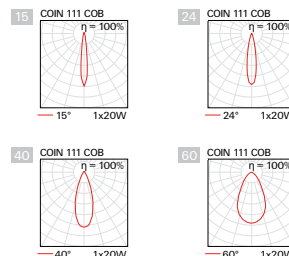 15 COIN 111 COB
η = 100%
15° 1x20W
24 COIN 111 COB
η = 100%
24° 1x20W
40 COIN 111 COB
η = 100%
40° 1x20W
60 COIN 111 COB
η = 100%
60° 1x20W